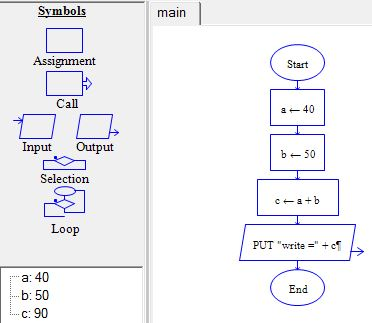 Symbols
Assignment
Call
Input Output
Selection
Loop
a: 40
b: 50
c: 90
main
Start
a ← 40
b ← 50
c ← a + b
PUT "write =" + c¶
End